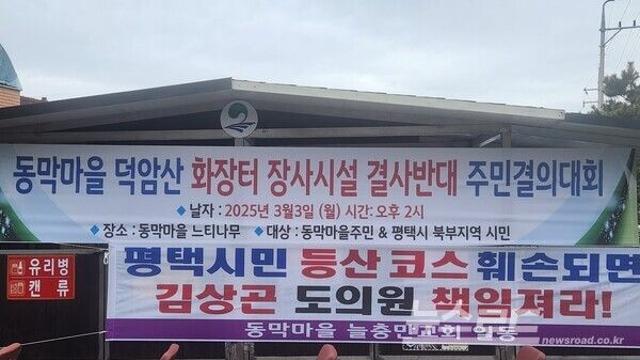 동막마을 덕암산 화장터 장사시설 결사반대 주민결의대회
◆날자 : 2025년 3월3일 (월) 시간: 오후 2시
◆장소 : 동막마을 느티나무 ◆대상 : 동막마을주민 & 평택시 북부지역 시민
유리병
캔류
평택시민 등산 코스 훼손되면
김상곤 도의원 책임져라!
동막마을
newsroad.co.kr